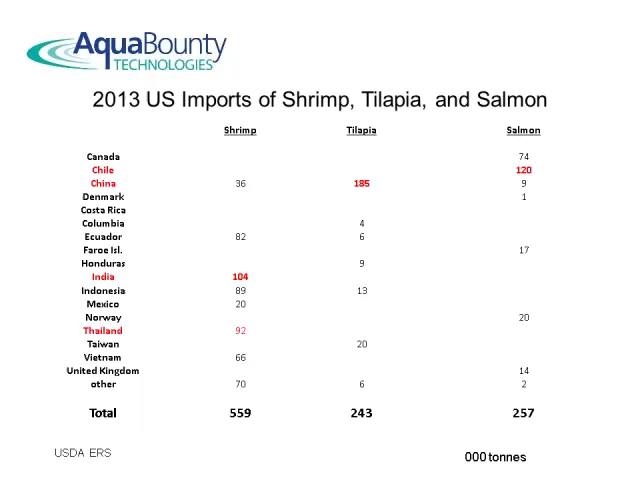 AquaBounty
TECHNOLOGIES
2013 US Imports of Shrimp, Tilapia, and Salmon
Shrimp Tilapia Salmon
Canada 74
Chile 120
China 36 185 9
Denmark 1
Costa Rica
Columbia 4
Ecuador 82 6
Faroe Isl. 17
Honduras 9
India 104
Indonesia 89 13
Mexico 20
Norway 20
Thailand 92
Taiwan 20
Vietnam 66
United Kingdom 14
other 70 6 2
Total 559 243 257
USDA ERS
000 tonnes